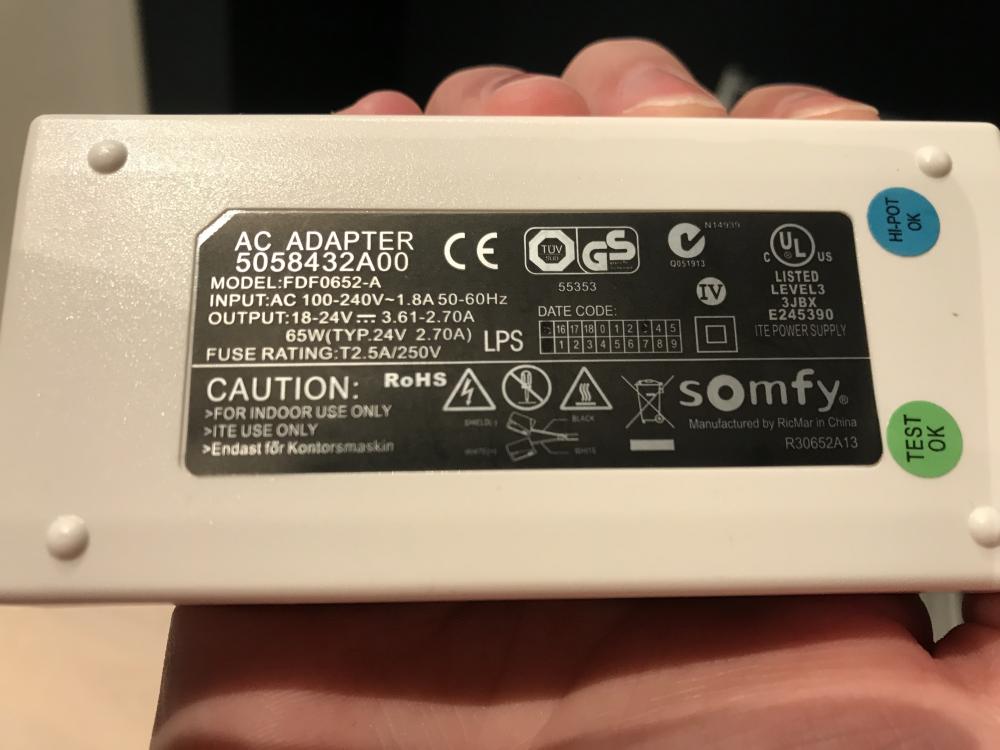 AC ADAPTER
5058432A00
MODEL:FDF0652-A
INPUT:AC 100-240V~1.8A 50-60Hz
OUTPUT:18-24V⎓ 3.61-2.70A
65W(TYP.24V 2.70A)
LPS
FUSE RATING:T2.5A/250V
CE
TÜV
SÜD
GS
55353
N14939
Q051913
IV
C UL ® US
LISTED
LEVEL3
3JBX
E245390
ITE POWER SUPPLY
DATE CODE:
16 17 18 0 1 2 4 5
1 2 3 4 5 6 7 8 9
HI-POT
OK
CAUTION:
RoHS
>FOR INDOOR USE ONLY
>ITE USE ONLY
>Endast för Kontorsmaskin
SHIELD(-)
BLACK
WHITE
somfy®
Manufactured by RicMar in China
R30652A13
TEST
OK